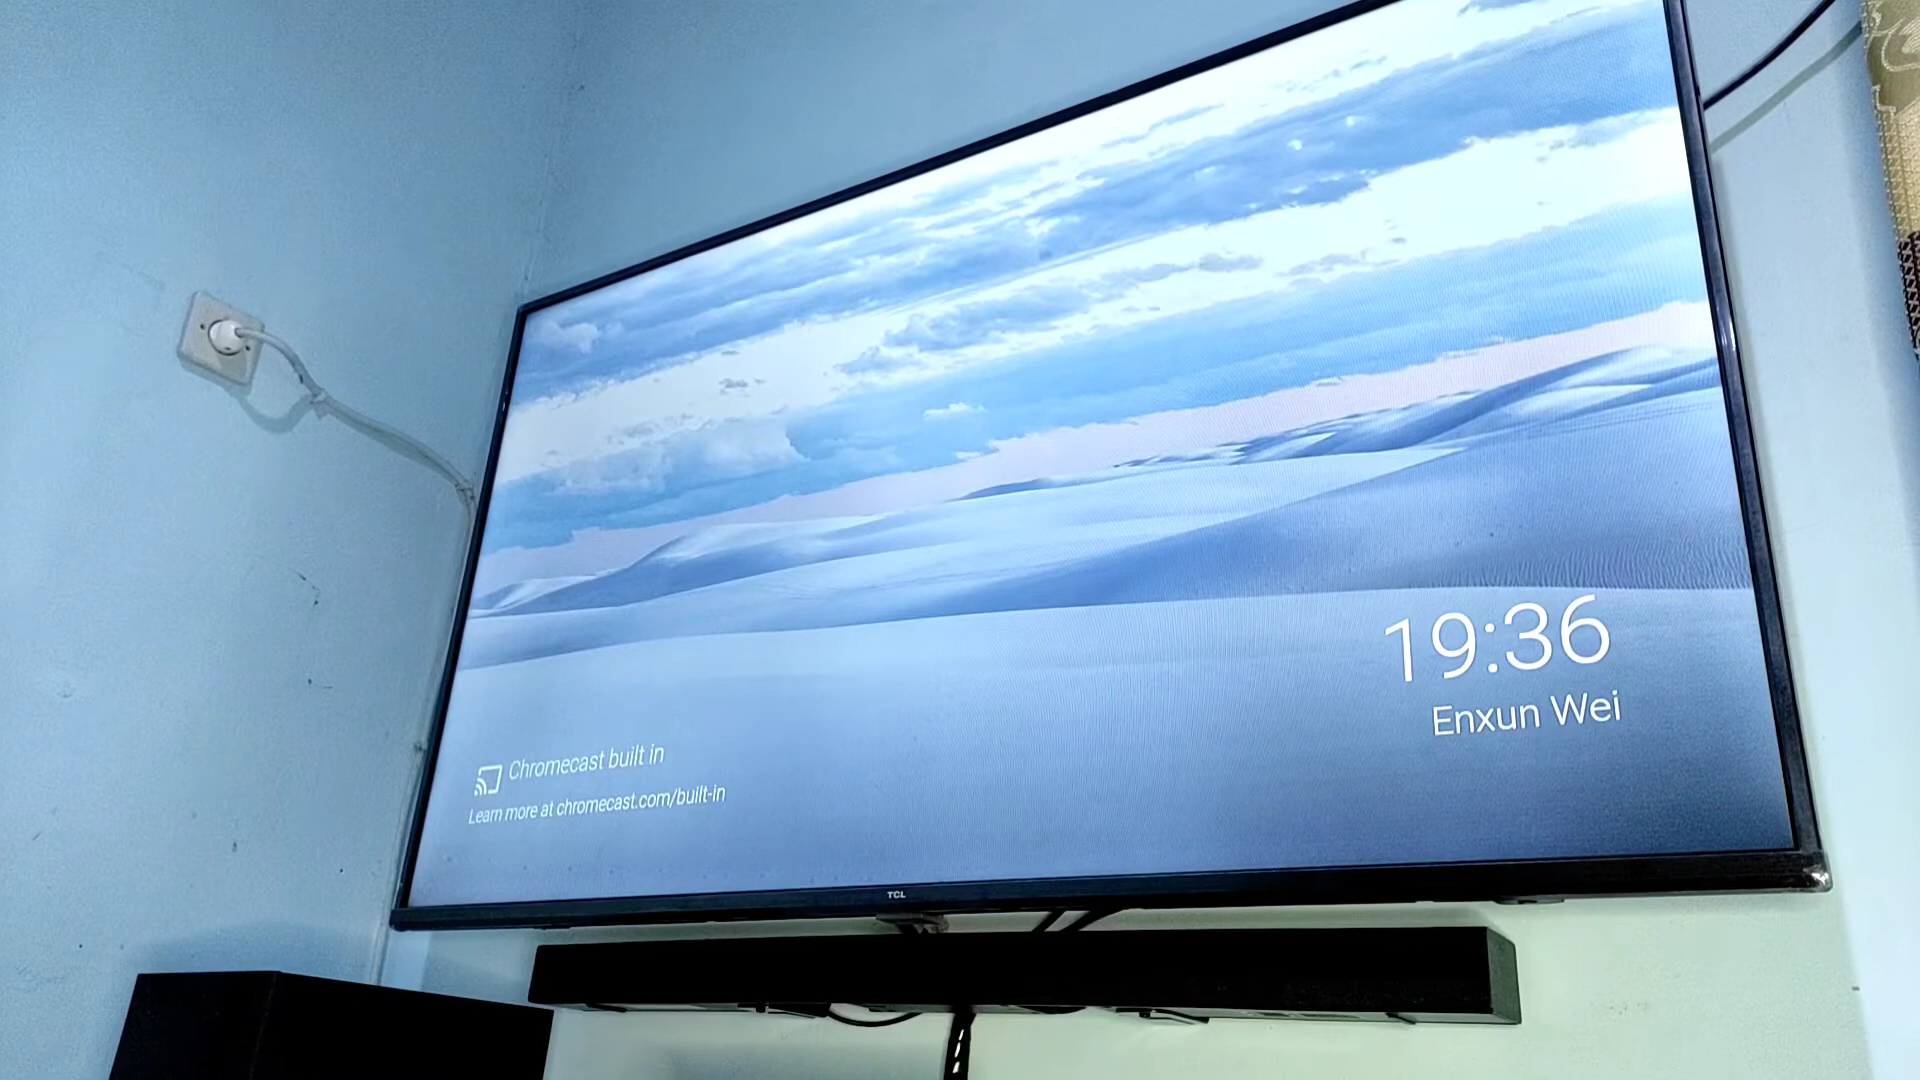 19:36
Enxun Wei
Chromecast built in
Learn more at chromecast.com/built-in
TCL